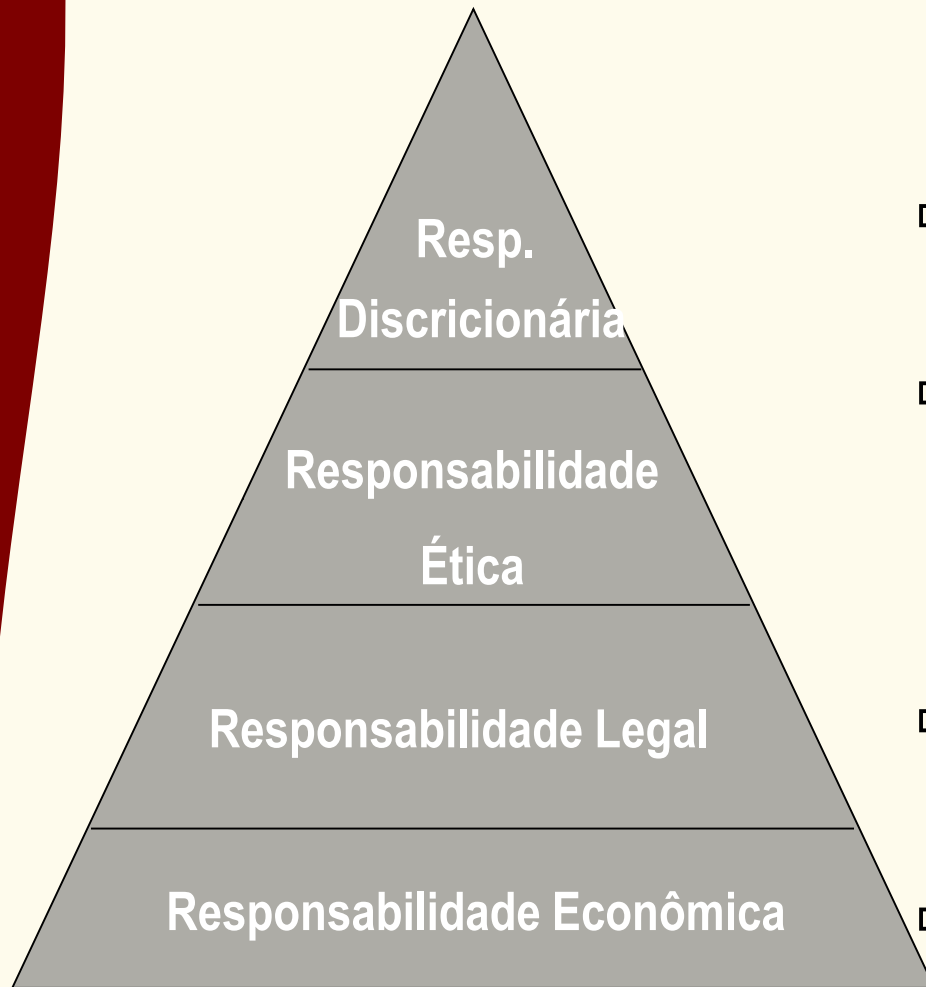 Resp.
Discricionária
Responsabilidade
Ética
Responsabilidade Legal
Responsabilidade Econômica